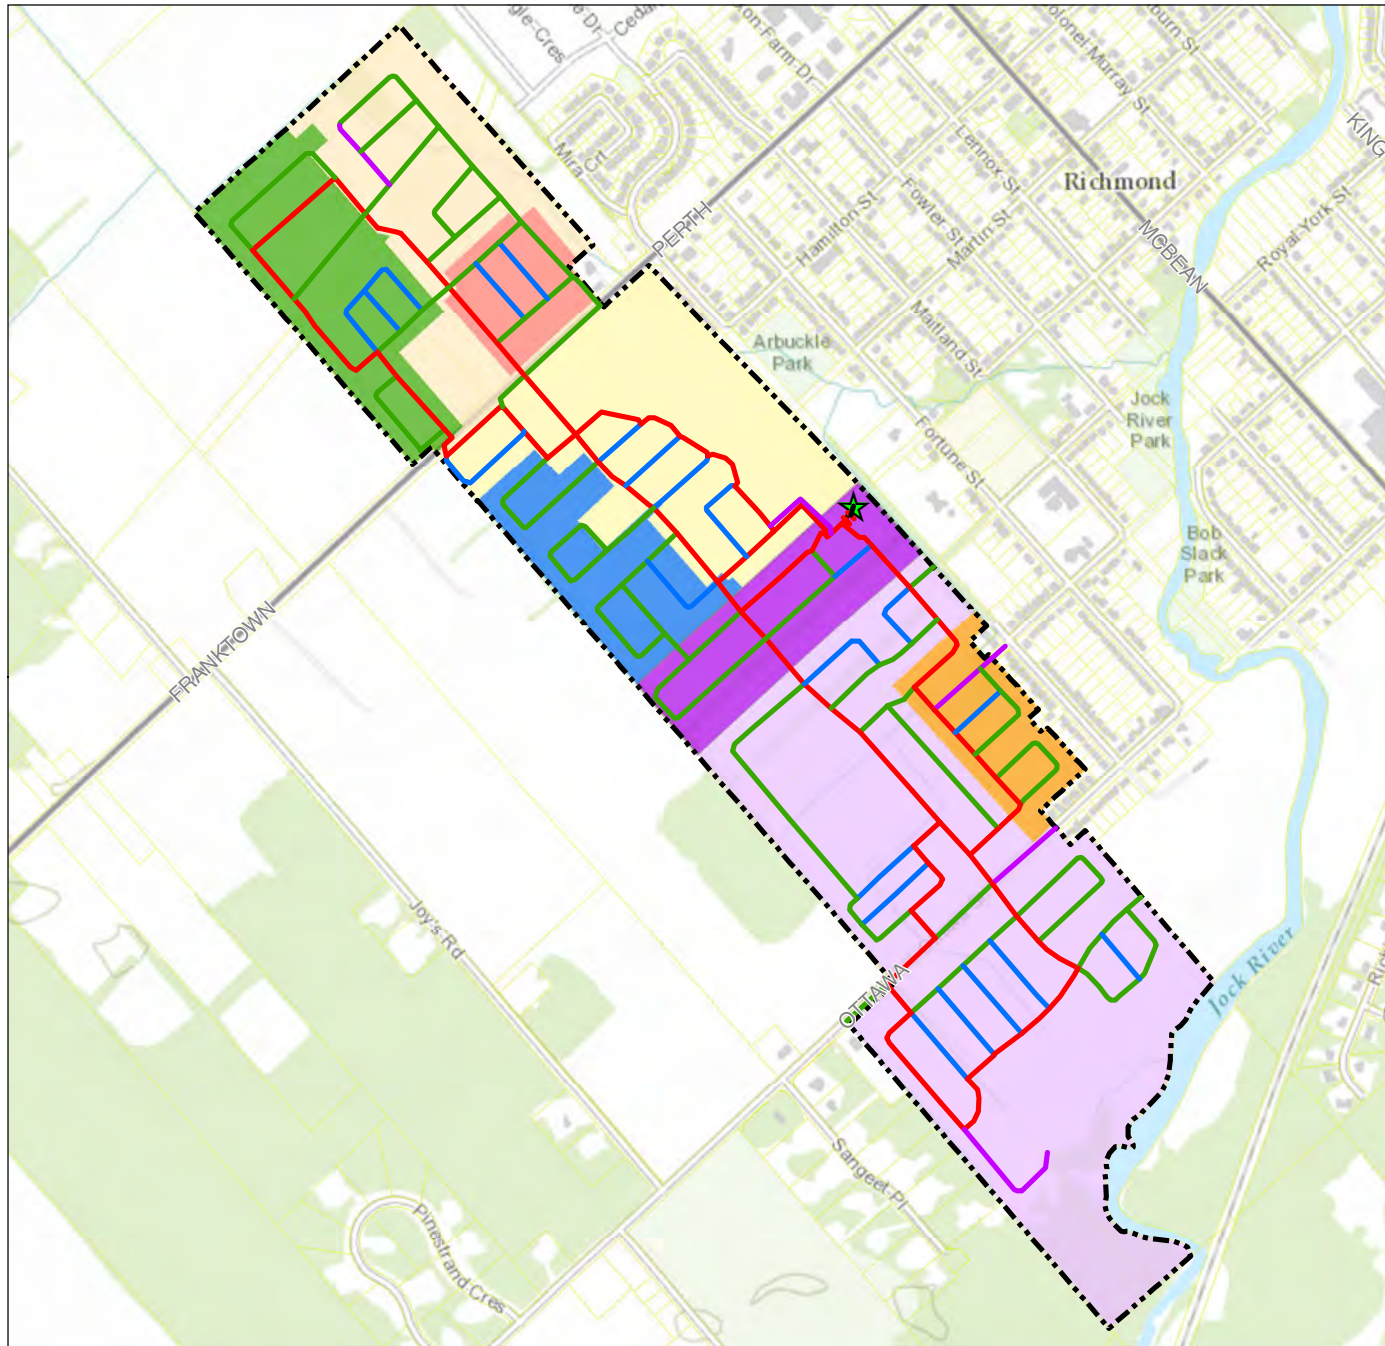 Mira Crt
PERTH
Hamilton St
Fowler St
Martin St
Lennox St
Colonel-Murray St
Richmond
MCBEAN
Royal York St
KING
Maitland St
Arbuckle
Park
Jock
River
Park
Fortune St
Bob
Slack
Park
FRANKTOWN
Joy's Rd
OTTAWA
Jock River
Sangeet-Pl
Pinestrand Cres